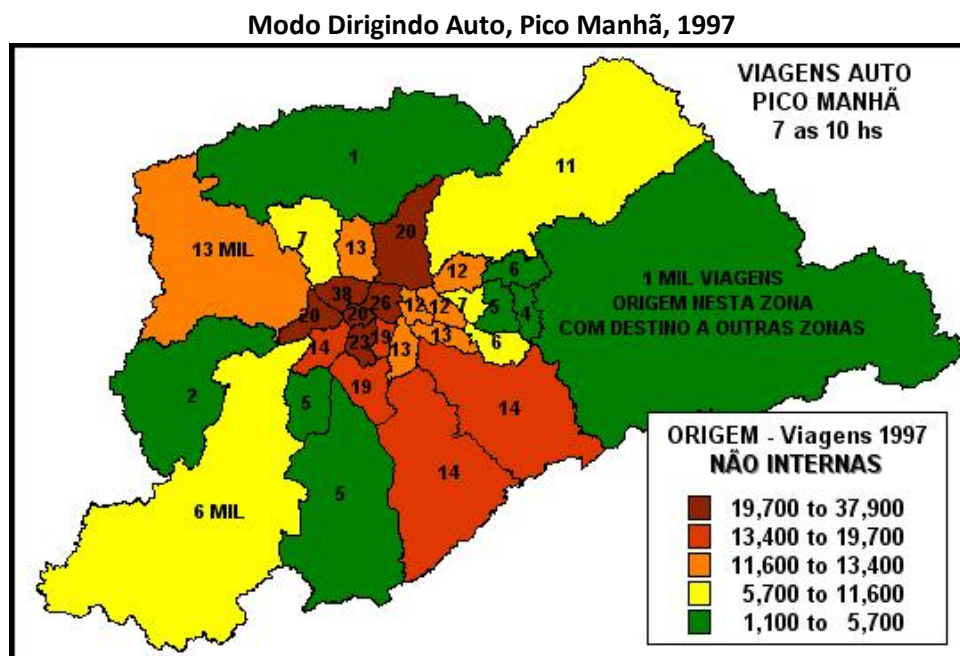 Modo Dirigindo Auto, Pico Manhã, 1997
VIAGENS AUTO
PICO MANHÃ
7 as 10 hs
1
11
20
7
13
13 MIL
12
6
38
26
20
20
12
12
7
5
4
1 MIL VIAGENS
ORIGEM NESTA ZONA
COM DESTINO A OUTRAS ZONAS
14
23
19
13
13
6
2
5
19
14
14
5
6 MIL
ORIGEM - Viagens 1997
NÃO INTERNAS
19,700 to 37,900
13,400 to 19,700
11,600 to 13,400
5,700 to 11,600
1,100 to 5,700